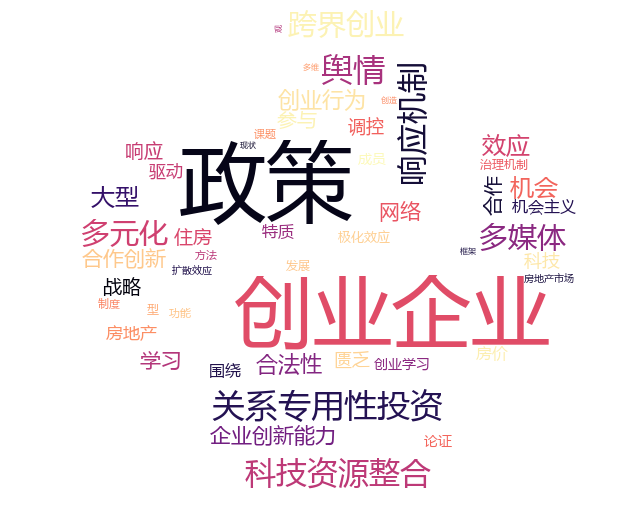 观
跨界创业
多维
舆情
响应机制
创业行为
创造
参与
调控
课题
现状
响应
驱动
政策
成员
效应
治理机制
大型
网络
合作
机会
机会主义
多元化
住房
特质
极化效应
多媒体
合作创新
方法
框架
科技
扩散效应
发展
房地产市场
战略
制度
型
功能
创业企业
房地产
学习
围绕
合法性
匮乏
创业学习
房价
关系专用性投资
企业创新能力
论证
科技资源整合